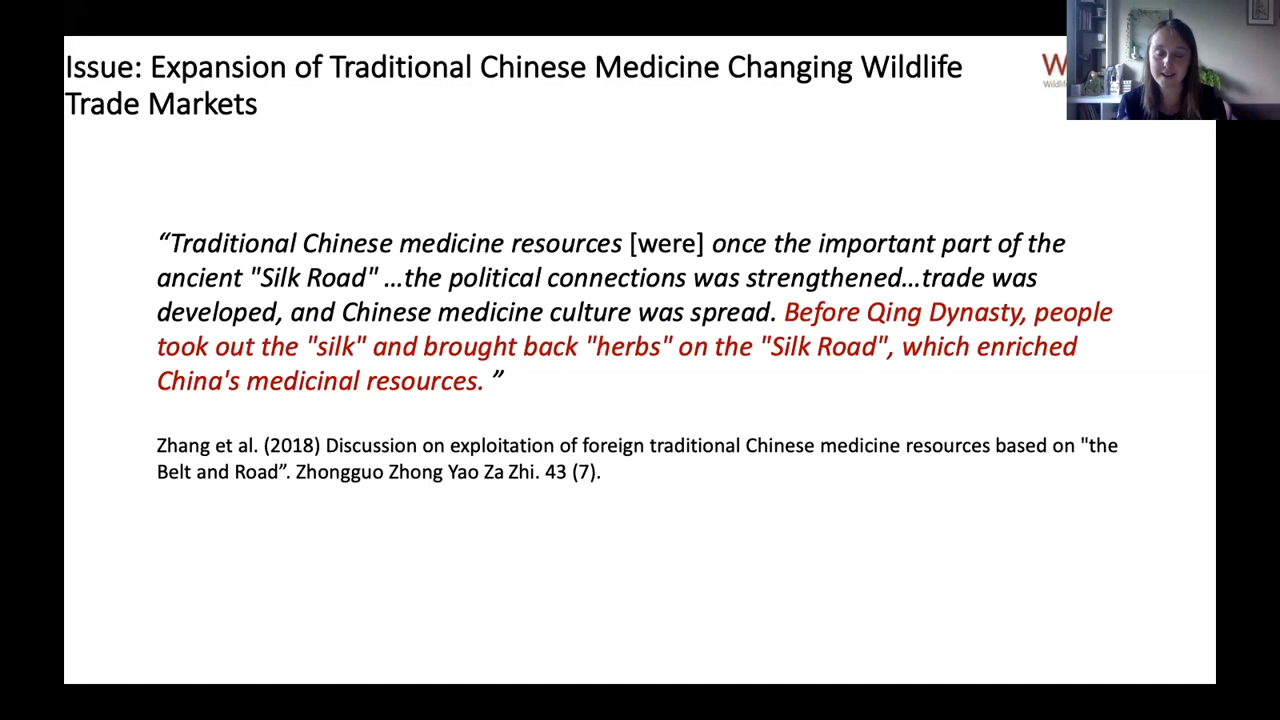 Issue: Expansion of Traditional Chinese Medicine Changing Wildlife
Trade Markets
W
Wildlife
“Traditional Chinese medicine resources [were] once the important part of the
ancient "Silk Road" …the political connections was strengthened…trade was
developed, and Chinese medicine culture was spread. Before Qing Dynasty, people
took out the "silk" and brought back "herbs" on the "Silk Road", which enriched
China's medicinal resources. ”
Zhang et al. (2018) Discussion on exploitation of foreign traditional Chinese medicine resources based on "the
Belt and Road”. Zhongguo Zhong Yao Za Zhi. 43 (7).